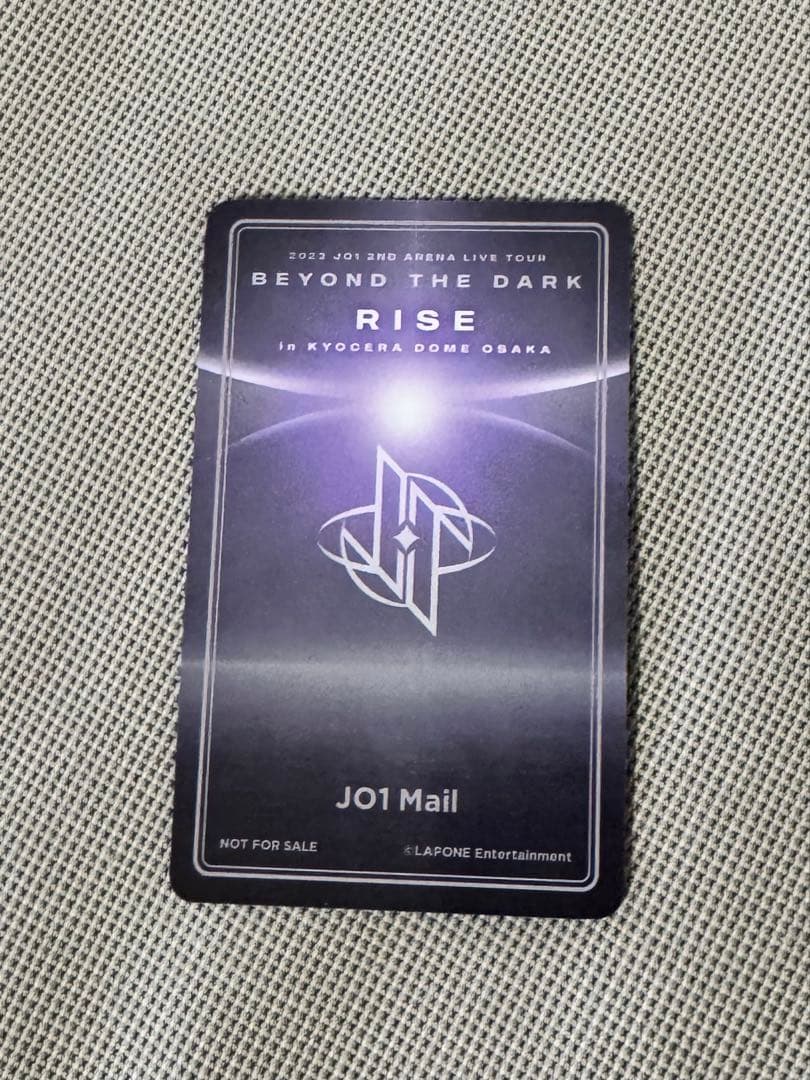 2023 JO1 2ND ARENA LIVE TOUR
BEYOND THE DARK
RISE
in KYOCERA DOME OSAKA
JO1 Mail
NOT FOR SALE
©LAPONE Entertainment